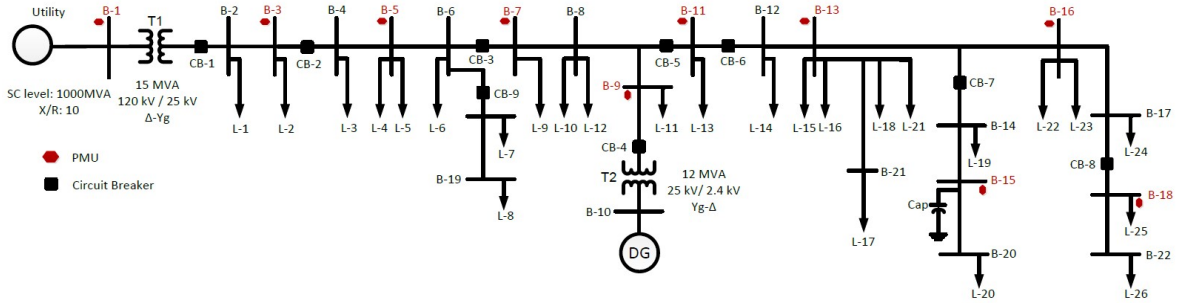 Utility
B-1
T1
B-2
B-3
B-4
B-5
B-6
B-7
B-8
B-11
B-12
B-13
B-16
CB-1
CB-2
CB-3
CB-5
CB-6
SC level: 1000MVA
X/R: 10
15 MVA
120 kV / 25 kV
Δ-Yg
CB-9
B-9
CB-7
L-1
L-2
L-3
L-4
L-5
L-6
L-7
L-9
L-10
L-12
L-11
L-13
L-14
L-15
L-16
L-18
L-21
B-14
L-22
L-23
B-17
L-24
PMU
Circuit Breaker
CB-4
L-19
CB-8
B-19
L-8
T2
12 MVA
25 kV/ 2.4 kV
Yg-Δ
B-21
B-15
B-18
Cap
L-25
B-10
DG
L-17
B-20
B-22
L-20
L-26